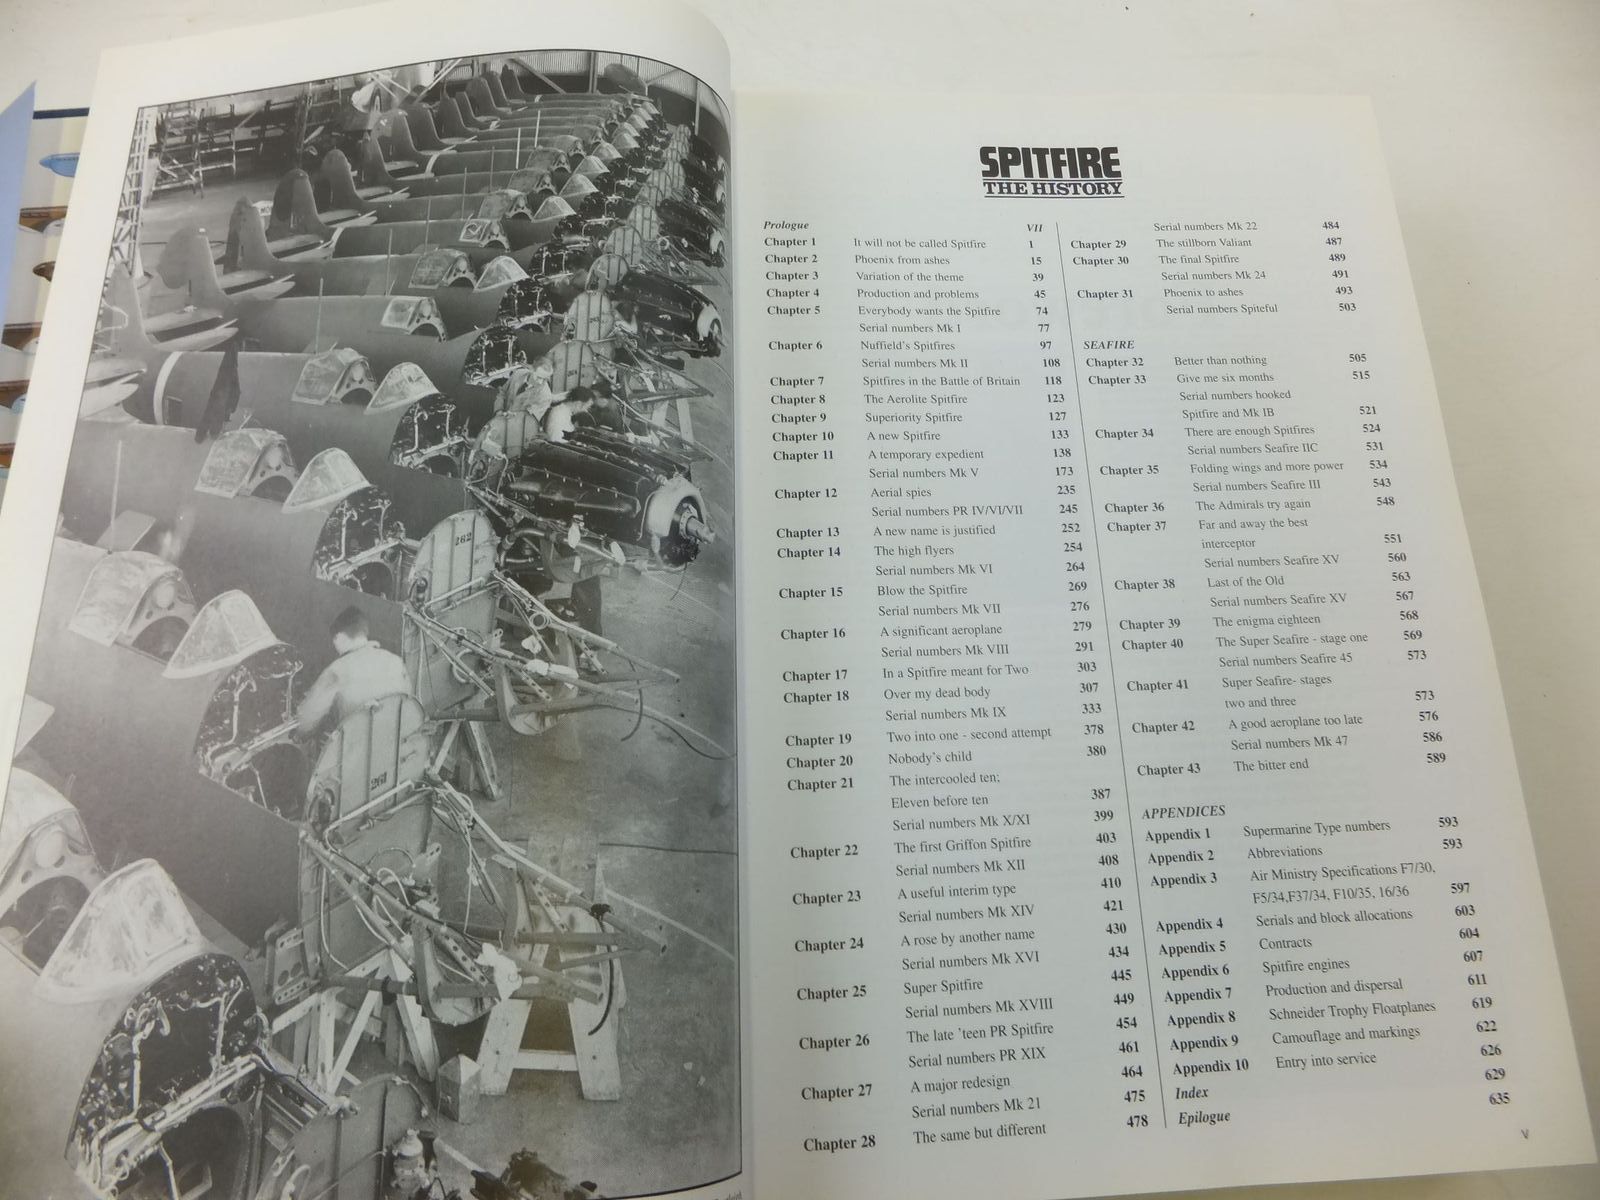 262
261
SPITFIRE
THE HISTORY
Prologue VII
Chapter 1 It will not be called Spitfire 1
Chapter 2 Phoenix from ashes 15
Chapter 3 Variation of the theme 39
Chapter 4 Production and problems 45
Chapter 5 Everybody wants the Spitfire 74
Serial numbers Mk I 77
Chapter 6 Nuffield's Spitfires 97
Serial numbers Mk II 108
Chapter 7 Spitfires in the Battle of Britain 118
Chapter 8 The Aerolite Spitfire 123
Chapter 9 Superiority Spitfire 127
Chapter 10 A new Spitfire 133
Chapter 11 A temporary expedient 138
Serial numbers Mk V 173
Chapter 12 Aerial spies 235
Serial numbers PR IV/VI/VII 245
Chapter 13 A new name is justified 252
Chapter 14 The high flyers 254
Serial numbers Mk VI 264
Chapter 15 Blow the Spitfire 269
Serial numbers Mk VII 276
Chapter 16 A significant aeroplane 279
Serial numbers Mk VIII 291
Chapter 17 In a Spitfire meant for Two 303
Chapter 18 Over my dead body 307
Serial numbers Mk IX 333
Chapter 19 Two into one - second attempt 378
Chapter 20 Nobody's child 380
Chapter 21 The intercooled ten;
Eleven before ten 387
Serial numbers Mk X/XI 399
Chapter 22 The first Griffon Spitfire 403
Serial numbers Mk XII 408
Chapter 23 A useful interim type 410
Serial numbers Mk XIV 421
Chapter 24 A rose by another name 430
Serial numbers Mk XVI 434
Chapter 25 Super Spitfire 445
Serial numbers Mk XVIII 449
Chapter 26 The late 'teen PR Spitfire 454
Serial numbers PR XIX 461
Chapter 27 A major redesign 464
Serial numbers Mk 21 475
Chapter 28 The same but different 478
Serial numbers Mk 22 484
Chapter 29 The stillborn Valiant 487
Chapter 30 The final Spitfire 489
Serial numbers Mk 24 491
Chapter 31 Phoenix to ashes 493
Serial numbers Spiteful 503
SEAFIRE
Chapter 32 Better than nothing 505
Chapter 33 Give me six months 515
Serial numbers hooked
Spitfire and Mk IB 521
Chapter 34 There are enough Spitfires 524
Serial numbers Seafire IIC 531
Chapter 35 Folding wings and more power 534
Serial numbers Seafire III 543
Chapter 36 The Admirals try again 548
Chapter 37 Far and away the best
interceptor 551
Serial numbers Seafire XV 560
Chapter 38 Last of the Old 563
Serial numbers Seafire XV 567
Chapter 39 The enigma eighteen 568
Chapter 40 The Super Seafire - stage one 569
Serial numbers Seafire 45 573
Chapter 41 Super Seafire- stages
two and three 573
Chapter 42 A good aeroplane too late 576
Serial numbers Mk 47 586
Chapter 43 The bitter end 589
APPENDICES
Appendix 1 Supermarine Type numbers 593
Appendix 2 Abbreviations 593
Appendix 3 Air Ministry Specifications F7/30,
F5/34,F37/34, F10/35, 16/36 597
Appendix 4 Serials and block allocations 603
Appendix 5 Contracts 604
Appendix 6 Spitfire engines 607
Appendix 7 Production and dispersal 611
Appendix 8 Schneider Trophy Floatplanes 619
Appendix 9 Camouflage and markings 622
Appendix 10 Entry into service 626
Index 629
Epilogue 635
V